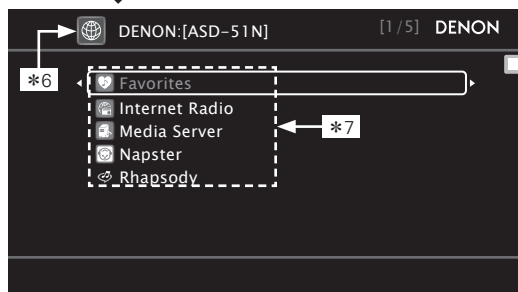 DENON:[ASD-51N] [1/5] DENON
*6
Favorites
Internet Radio
Media Server
*7
Napster
Rhapsody